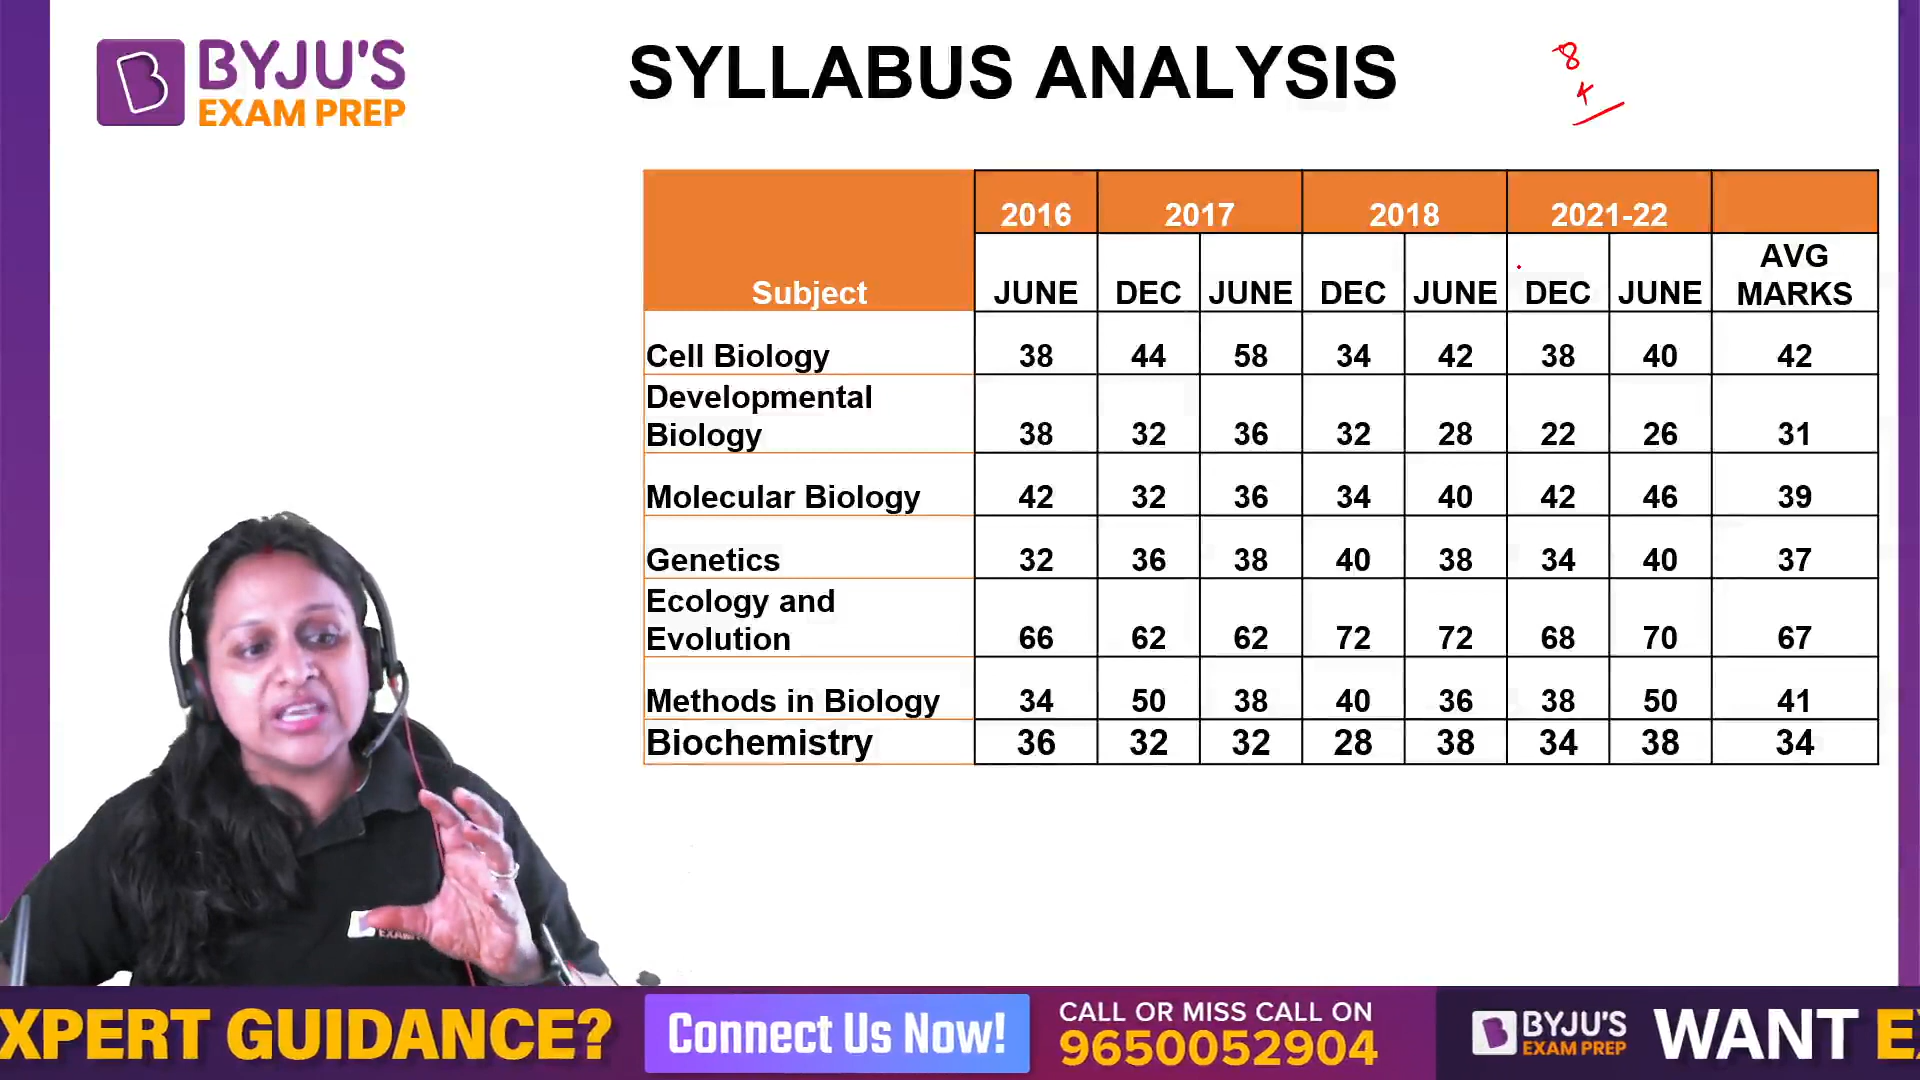 BYJU'S
EXAM PREP
SYLLABUS ANALYSIS
8
2016 2017 2018 2021-22
Subject JUNE DEC JUNE DEC JUNE DEC JUNE AVG MARKS
Cell Biology 38 44 58 34 42 38 40 42
Developmental Biology 38 32 36 32 28 22 26 31
Molecular Biology 42 32 36 34 40 42 46 39
Genetics 32 36 38 40 38 34 40 37
Ecology and Evolution 66 62 62 72 72 68 70 67
Methods in Biology 34 50 38 40 36 38 50 41
Biochemistry 36 32 32 28 38 34 38 34
XPERT GUIDANCE?
Connect Us Now!
CALL OR MISS CALL ON
9650052904
BYJU'S
EXAM PREP
WANT E